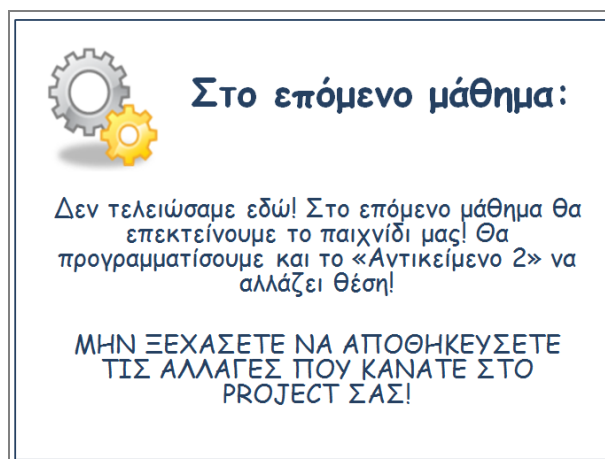 Στο επόμενο μάθημα:
Δεν τελειώσαμε εδώ! Στο επόμενο μάθημα θα
επεκτείνουμε το παιχνίδι μας! Θα
προγραμματίσουμε και το «Αντικείμενο 2» να
αλλάζει θέση!
ΜΗΝ ΞΕΧΑΣΕΤΕ ΝΑ ΑΠΟΘΗΚΕΥΣΕΤΕ
ΤΙΣ ΑΛΛΑΓΕΣ ΠΟΥ ΚΑΝΑΤΕ ΣΤΟ
PROJECT ΣΑΣ!